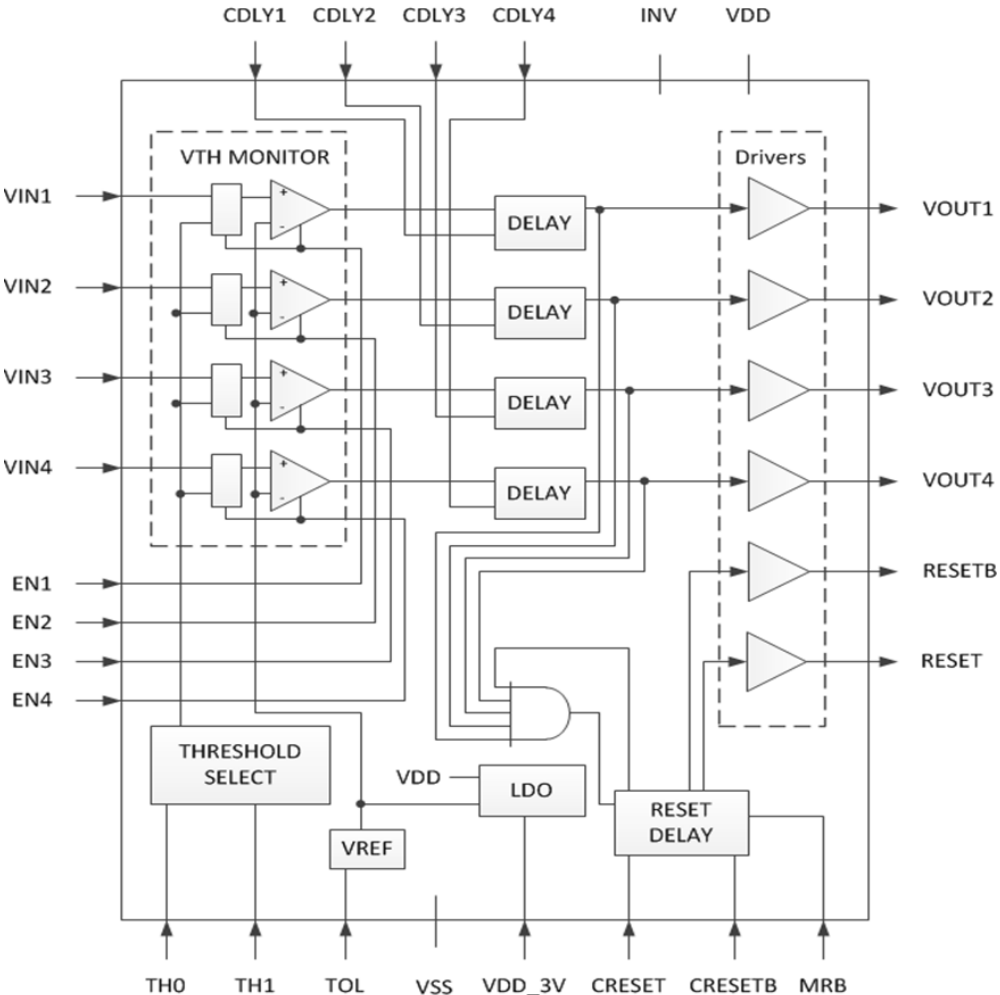 CDLY1 CDLY2 CDLY3 CDLY4 INV VDD
VTH MONITOR
Drivers
VIN1
+
-
DELAY
VOUT1
VIN2
+
-
DELAY
VOUT2
VIN3
+
-
DELAY
VOUT3
VIN4
+
-
DELAY
VOUT4
EN1
RESETB
EN2
EN3
RESET
EN4
THRESHOLD
SELECT
VDD
LDO
RESET
DELAY
VREF
TH0 TH1 TOL VSS VDD_3V CRESET CRESETB MRB